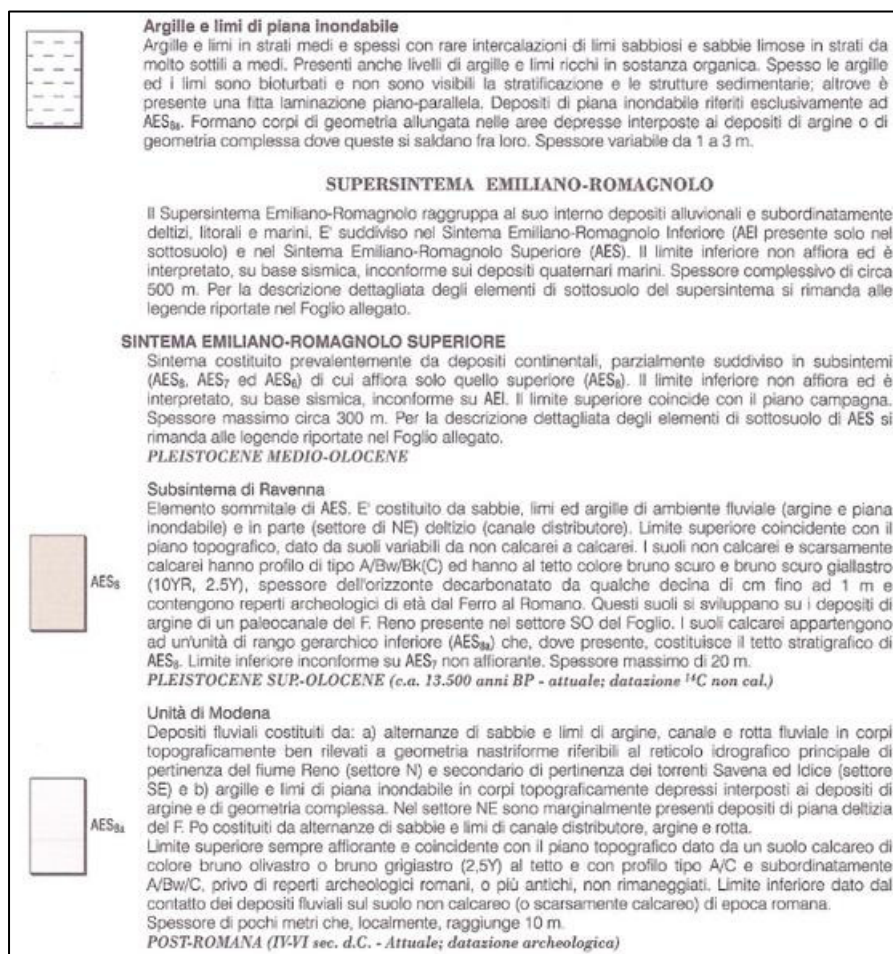 Argille e limi di piana inondabile
Argille e limi in strati medi e spessi con rare intercalazioni di limi sabbiosi e sabbie limose in strati da
molto sottili a medi. Presenti anche livelli di argille e limi ricchi in sostanza organica. Spesso le argille
ed i limi sono bioturbati e non sono visibili la stratificazione e le strutture sedimentarie; altrove è
presente una fitta laminazione piano-parallela. Depositi di piana inondabile riferiti esclusivamente ad
AES8a. Formano corpi di geometria allungata nelle aree depresse interposte ai depositi di argine o di
geometria complessa dove queste si saldano fra loro. Spessore variabile da 1 a 3 m.
SUPERSINTEMA EMILIANO-ROMAGNOLO
Il Supersintema Emiliano-Romagnolo raggruppa al suo interno depositi alluvionali e subordinatamente
deltizi, litorali e marini. E' suddiviso nel Sintema Emiliano-Romagnolo Inferiore (AEI presente solo nel
sottosuolo) e nel Sintema Emiliano-Romagnolo Superiore (AES). Il limite inferiore non affiora ed è
interpretato, su base sismica, inconforme sui depositi quaternari marini. Spessore complessivo di circa
500 m. Per la descrizione dettagliata degli elementi di sottosuolo del supersintema si rimanda alle
legende riportate nel Foglio allegato.
SINTEMA EMILIANO-ROMAGNOLO SUPERIORE
Sintema costituito prevalentemente da depositi continentali, parzialmente suddiviso in subsintemi
(AES8, AES7 ed AES6) di cui affiora solo quello superiore (AES8). Il limite inferiore non affiora ed è
interpretato, su base sismica, inconforme su AEI. Il limite superiore coincide con il piano campagna.
Spessore massimo circa 300 m. Per la descrizione dettagliata degli elementi di sottosuolo di AES si
rimanda alle legende riportate nel Foglio allegato.
PLEISTOCENE MEDIO-OLOCENE
Subsintema di Ravenna
Elemento sommitale di AES. E' costituito da sabbie, limi ed argille di ambiente fluviale (argine e piana
inondabile) e in parte (settore di NE) deltizio (canale distributore). Limite superiore coincidente con il
piano topografico, dato da suoli variabili da non calcarei a calcarei. I suoli non calcarei e scarsamente
calcarei hanno profilo di tipo A/Bw/Bk(C) ed hanno al tetto colore bruno scuro e bruno scuro giallastro
(10YR, 2.5Y), spessore dell'orizzonte decarbonatato da qualche decina di cm fino ad 1 m e
contengono reperti archeologici di età dal Ferro al Romano. Questi suoli si sviluppano su i depositi di
argine di un paleocanale del F. Reno presente nel settore SO del Foglio. I suoli calcarei appartengono
ad un'unità di rango gerarchico inferiore (AES8a) che, dove presente, costituisce il tetto stratigrafico di
AES8. Limite inferiore inconforme su AES7 non affiorante. Spessore massimo di 20 m.
PLEISTOCENE SUP.-OLOCENE (c.a. 13.500 anni BP - attuale; datazione 14C non cal.)
AES8
Unità di Modena
Depositi fluviali costituiti da: a) alternanze di sabbie e limi di argine, canale e rotta fluviale in corpi
topograficamente ben rilevati a geometria nastriforme riferibili al reticolo idrografico principale di
pertinenza del fiume Reno (settore N) e secondario di pertinenza dei torrenti Savena ed Idice (settore
SE) e b) argille e limi di piana inondabile in corpi topograficamente depressi interposti ai depositi di
argine e di geometria complessa. Nel settore NE sono marginalmente presenti depositi di piana deltizia
del F. Po costituiti da alternanze di sabbie e limi di canale distributore, argine e rotta.
Limite superiore sempre affiorante e coincidente con il piano topografico dato da un suolo calcareo di
colore bruno olivastro o bruno grigiastro (2,5Y) al tetto e con profilo tipo A/C e subordinatamente
A/Bw/C, privo di reperti archeologici romani, o più antichi, non rimaneggiati. Limite inferiore dato dal
contatto dei depositi fluviali sul suolo non calcareo (o scarsamente calcareo) di epoca romana.
Spessore di pochi metri che, localmente, raggiunge 10 m.
POST-ROMANA (IV-VI sec. d.C. - Attuale; datazione archeologica)
AES8a